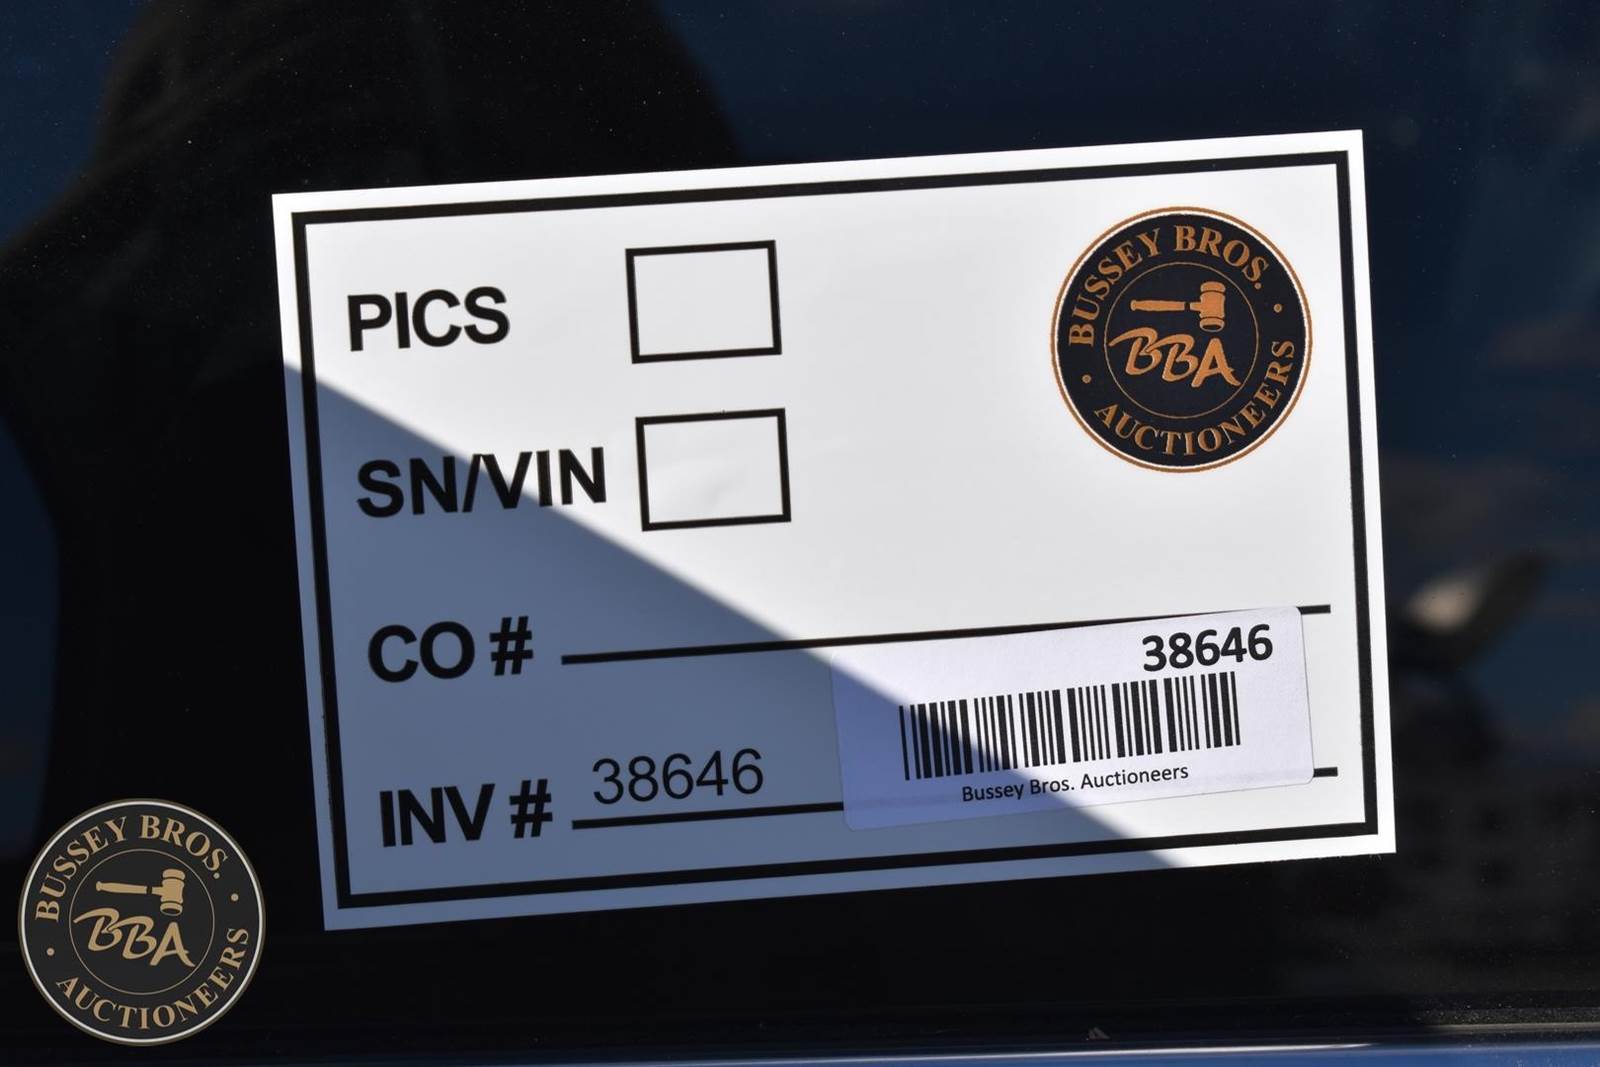 PICS
BUSSEY BROS.
BBA
AUCTIONEERS
SN/VIN
CO #
38646
INV # 38646
Bussey Bros. Auctioneers
BUSSEY BROS.
BBA
AUCTIONEERS